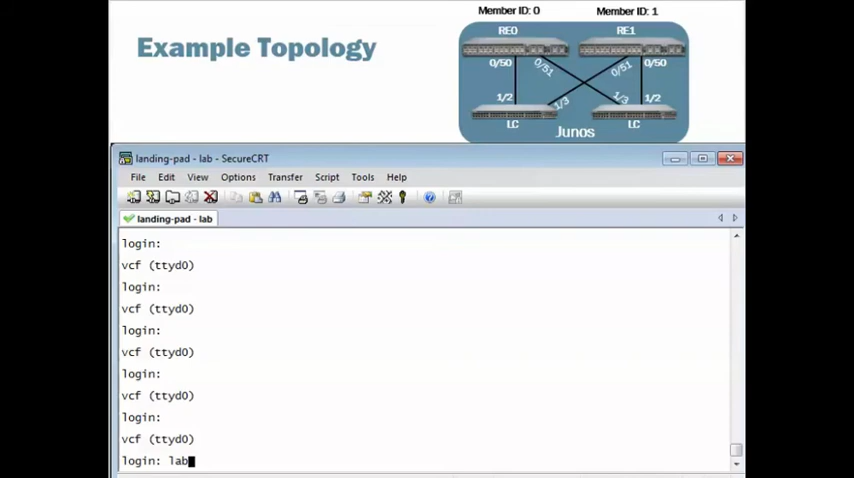 Member ID: 0 Member ID: 1
Example Topology
RE0 RE1
0/50 0/51 0/51 0/50
1/2 1/3 1/3 1/2
LC LC
Junos
landing-pad - lab - SecureCRT
File Edit View Options Transfer Script Tools Help
landing-pad - lab
login:
vcf (ttyd0)
login:
vcf (ttyd0)
login:
vcf (ttyd0)
login:
vcf (ttyd0)
login:
vcf (ttyd0)
login: lab